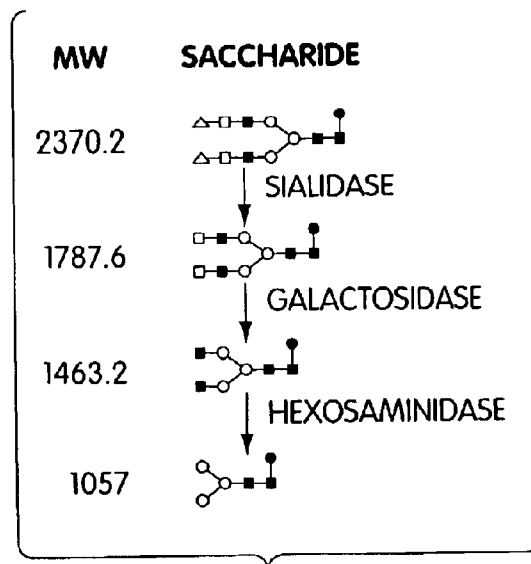 MW SACCHARIDE
2370.2
SIALIDASE
1787.6
GALACTOSIDASE
1463.2
HEXOSAMINIDASE
1057